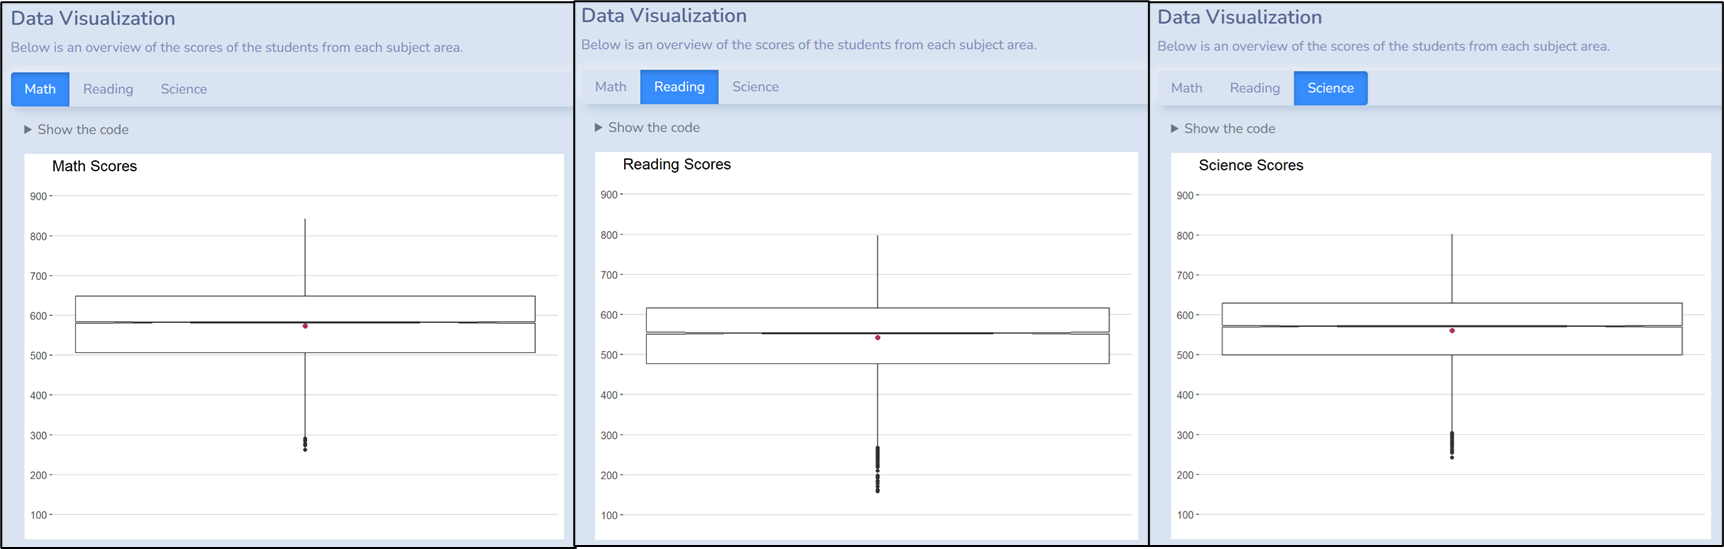 Data Visualization
Below is an overview of the scores of the students from each subject area.
Math Reading Science
▶ Show the code
Math Scores
900
800
700
600
500
400
300
200
100
Data Visualization
Below is an overview of the scores of the students from each subject area.
Math Reading Science
▶ Show the code
Reading Scores
900
800
700
600
500
400
300
200
100
Data Visualization
Below is an overview of the scores of the students from each subject area.
Math Reading Science
▶ Show the code
Science Scores
900
800
700
600
500
400
300
200
100